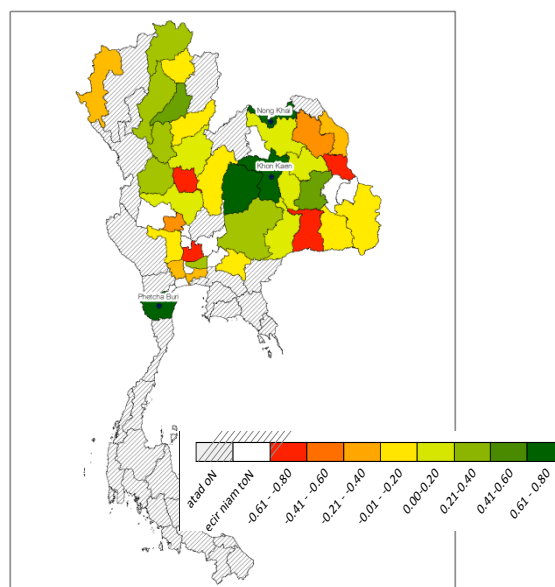 Nong Khai
Khon Kaen
Phetcha Buri
atad oN
ecir niam toN
-0.61 - -0.80
-0.41 - -0.60
-0.21 - -0.40
-0.01 - -0.20
0.00-0.20
0.21-0.40
0.41-0.60
0.61 - 0.80